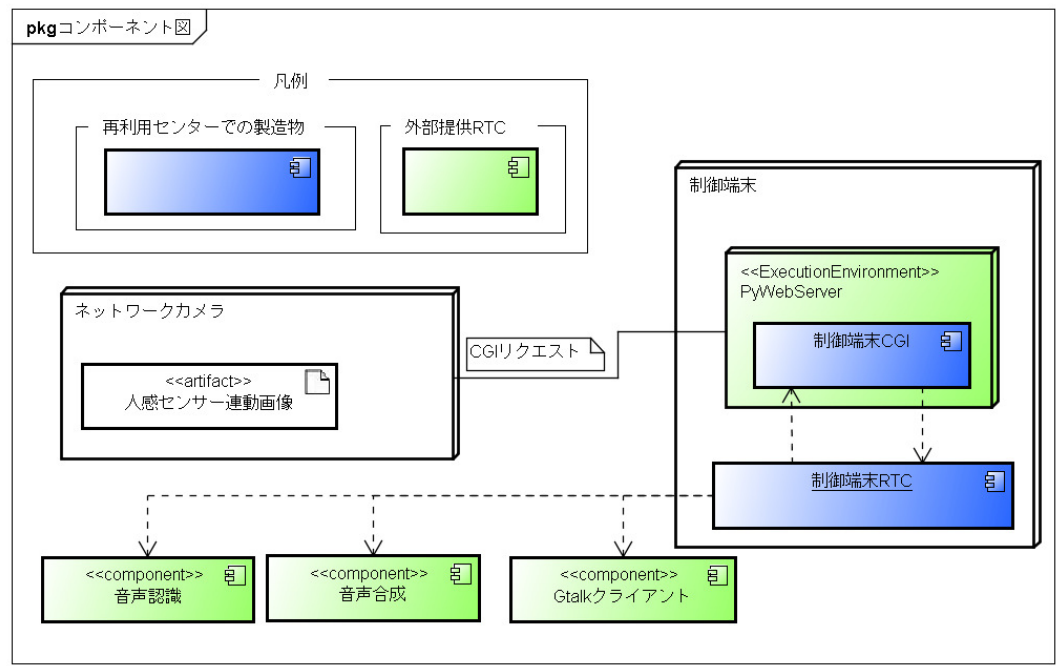 pkgコンポーネント図
凡例
再利用センターでの製造物
外部提供RTC
制御端末
<<ExecutionEnvironment>>
PyWebServer
制御端末CGI
ネットワークカメラ
CGIリクエスト
<<artifact>>
人感センサー連動画像
制御端末RTC
<<component>>
音声認識
<<component>>
音声合成
<<component>>
Gtalkクライアント